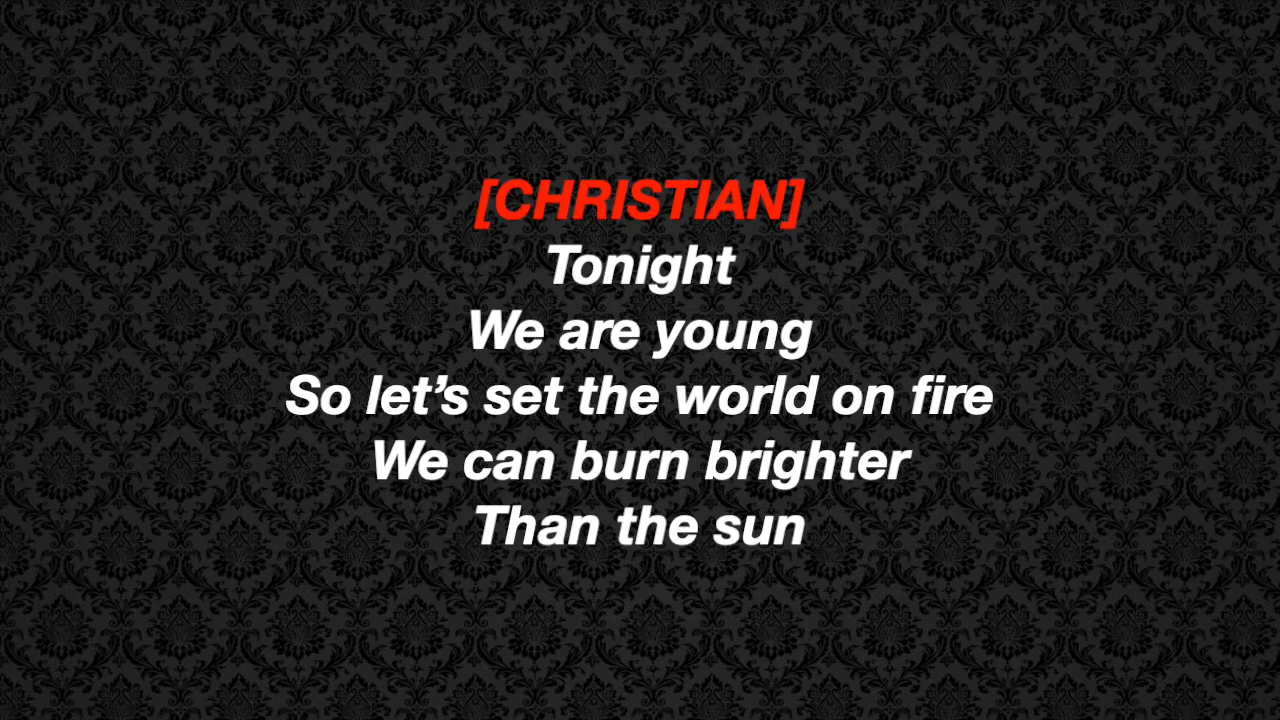 [CHRISTIAN]
Tonight
We are young
So let’s set the world on fire
We can burn brighter
Than the sun